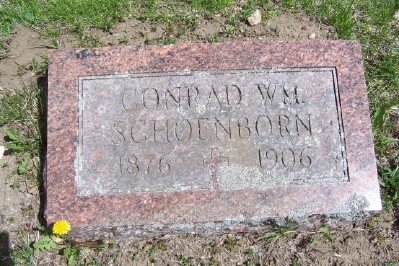 CONRAD WM.
SCHOENBORN
1876 1906